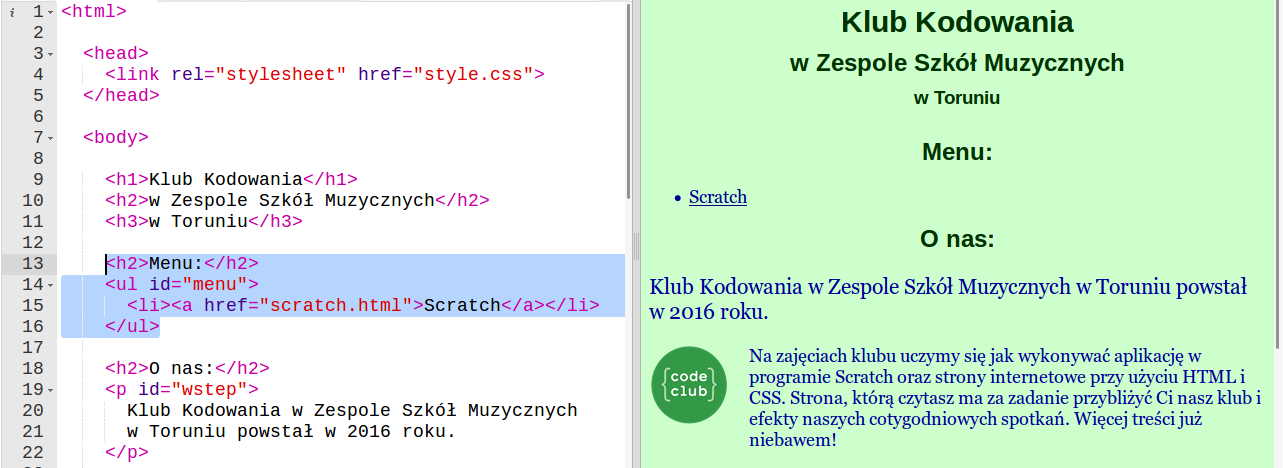 i 1 <html>
2
3 <head>
4 <link rel="stylesheet" href="style.css">
5 </head>
6
7 <body>
8
9 <h1>Klub Kodowania</h1>
10 <h2>w Zespole Szkół Muzycznych</h2>
11 <h3>w Toruniu</h3>
12
13 <h2>Menu:</h2>
14 <ul id="menu">
15 <li><a href="scratch.html">Scratch</a></li>
16 </ul>
17
18 <h2>O nas:</h2>
19 <p id="wstep">
20 Klub Kodowania w Zespole Szkół Muzycznych
21 w Toruniu powstał w 2016 roku.
22 </p>
Klub Kodowania
w Zespole Szkół Muzycznych
w Toruniu
Menu:
• Scratch
O nas:
Klub Kodowania w Zespole Szkół Muzycznych w Toruniu powstał
w 2016 roku.
{code
club}
Na zajęciach klubu uczymy się jak wykonywać aplikację w
programie Scratch oraz strony internetowe przy użyciu HTML i
CSS. Strona, którą czytasz ma za zadanie przybliżyć Ci nasz klub i
efekty naszych cotygodniowych spotkań. Więcej treści już
niebawem!